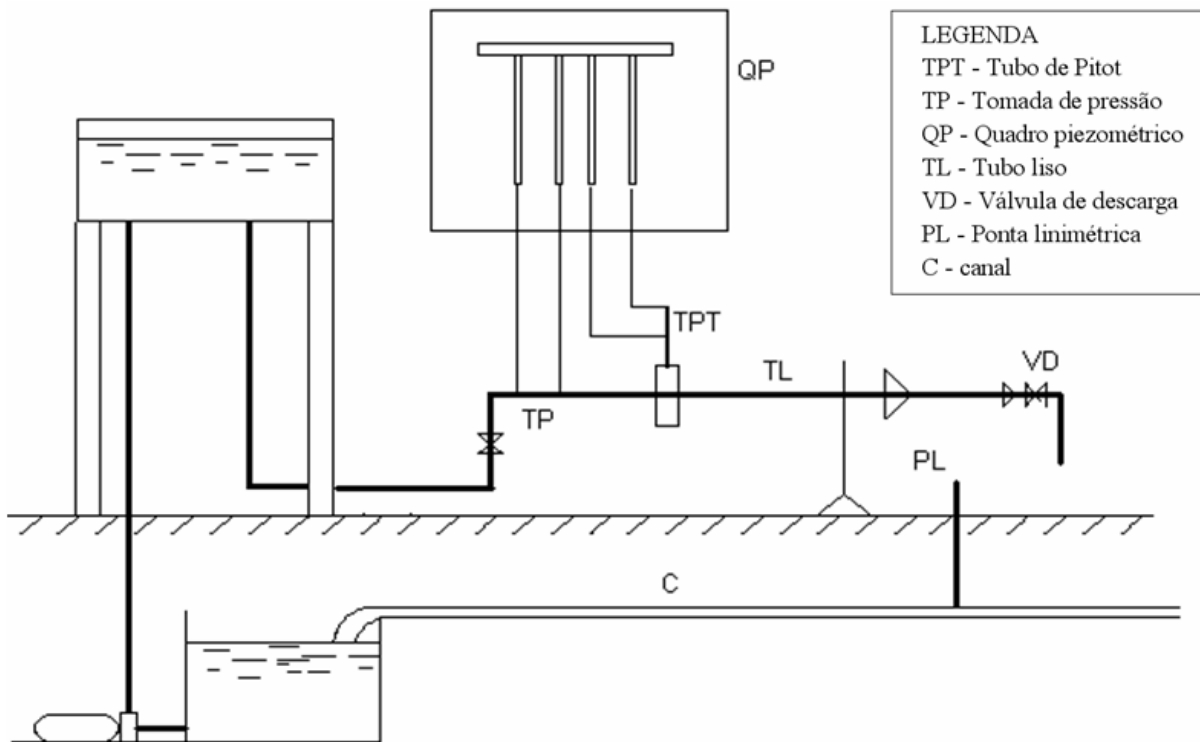 QP
LEGENDA
TPT - Tubo de Pitot
TP - Tomada de pressão
QP - Quadro piezométrico
TL - Tubo liso
VD - Válvula de descarga
PL - Ponta linimétrica
C - canal
TPT
TL
VD
TP
PL
C